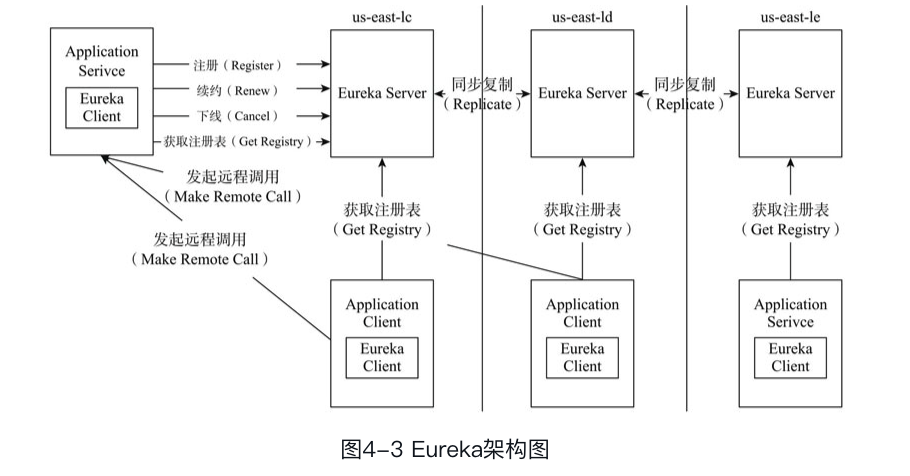 us-east-lc
us-east-ld
us-east-le
Application
Serivce
Eureka
Client
注册（Register）
续约（Renew）
下线（Cancel）
获取注册表（Get Registry）
Eureka Server
同步复制
（Replicate）
Eureka Server
同步复制
（Replicate）
Eureka Server
发起远程调用
（Make Remote Call）
发起远程调用
（Make Remote Call）
获取注册表
（Get Registry）
获取注册表
（Get Registry）
获取注册表
（Get Registry）
Application
Client
Eureka
Client
Application
Client
Eureka
Client
Application
Serivce
Eureka
Client
图4-3 Eureka架构图